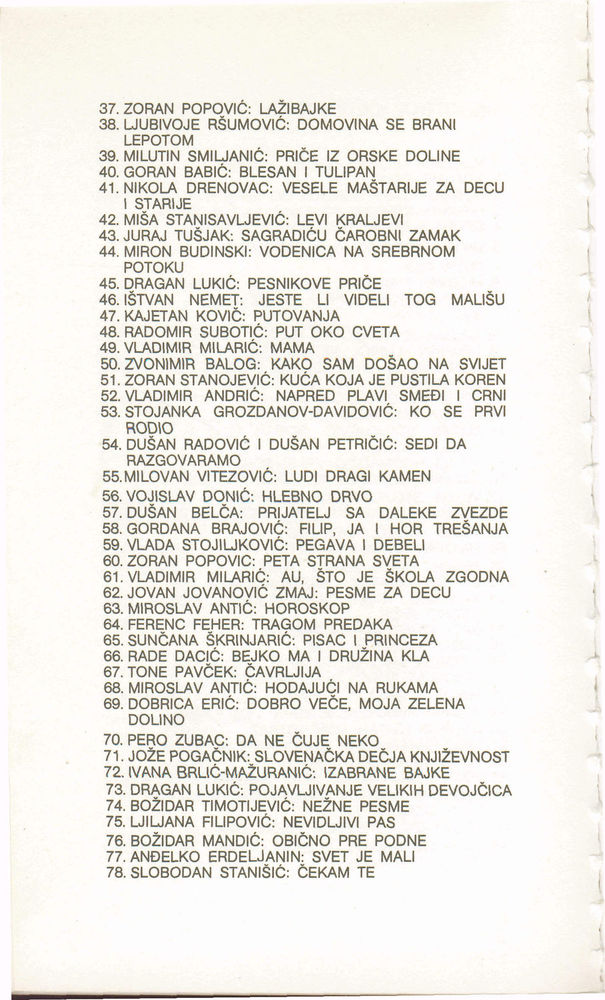 37. ZORAN POPOVIĆ: LAŽIBAJKE
38. LJUBIVOJE RŠUMOVIĆ: DOMOVINA SE BRANI
LEPOTOM
39. MILUTIN SMILJANIĆ: PRIČE IZ ORSKE DOLINE
40. GORAN BABIĆ: BLESAN I TULIPAN
41. NIKOLA DRENOVAC: VESELE MAŠTARIJE ZA DECU
I STARIJE
42. MIŠA STANISAVLJEVIĆ: LEVI KRALJEVI
43. JURAJ TUŠJAK: SAGRADIĆU ČAROBNI ZAMAK
44. MIRON BUDINSKI: VODENICA NA SREBRNOM
POTOKU
45. DRAGAN LUKIĆ: PESNIKOVE PRIČE
46. IŠTVAN NEMET: JESTE LI VIDELI TOG MALIŠU
47. KAJETAN KOVIČ: PUTOVANJA
48. RADOMIR SUBOTIĆ: PUT OKO CVETA
49. VLADIMIR MILARIĆ: MAMA
50. ZVONIMIR BALOG: KAKO SAM DOŠAO NA SVIJET
51. ZORAN STANOJEVIĆ: KUĆA KOJA JE PUSTILA KOREN
52. VLADIMIR ANDRIĆ: NAPRED PLAVI SMEĐI I CRNI
53. STOJANKA GROZDANOV-DAVIDOVIĆ: KO SE PRVI
RODIO
54. DUŠAN RADOVIĆ I DUŠAN PETRIČIĆ: SEDI DA
RAZGOVARAMO
55.MILOVAN VITEZOVIĆ: LUDI DRAGI KAMEN
56. VOJISLAV DONIĆ: HLEBNO DRVO
57. DUŠAN BELČA: PRIJATELJ SA DALEKE ZVEZDE
58. GORDANA BRAJOVIĆ: FILIP, JA I HOR TREŠANJA
59. VLADA STOJILJKOVIĆ: PEGAVA I DEBELI
60. ZORAN POPOVIC: PETA STRANA SVETA
61. VLADIMIR MILARIĆ: AU, ŠTO JE ŠKOLA ZGODNA
62. JOVAN JOVANOVIĆ ZMAJ: PESME ZA DECU
63. MIROSLAV ANTIĆ: HOROSKOP
64. FERENC FEHER: TRAGOM PREDAKA
65. SUNČANA ŠKRINJARIĆ: PISAC I PRINCEZA
66. RADE DACIĆ: BEJKO MA I DRUŽINA KLA
67. TONE PAVČEK: ČAVRLJIJA
68. MIROSLAV ANTIĆ: HODAJUĆI NA RUKAMA
69. DOBRICA ERIĆ: DOBRO VEČE, MOJA ZELENA
DOLINO
70. PERO ZUBAC: DA NE ČUJE NEKO
71. JOŽE POGAČNIK: SLOVENAČKA DEČJA KNJIŽEVNOST
72. IVANA BRLIĆ-MAŽURANIĆ: IZABRANE BAJKE
73. DRAGAN LUKIĆ: POJAVLJIVANJE VELIKIH DEVOJČICA
74. BOŽIDAR TIMOTIJEVIĆ: NEŽNE PESME
75. LJILJANA FILIPOVIĆ: NEVIDLJIVI PAS
76. BOŽIDAR MANDIĆ: OBIČNO PRE PODNE
77. ANĐELKO ERDELJANIN: SVET JE MALI
78. SLOBODAN STANIŠIĆ: ČEKAM TE